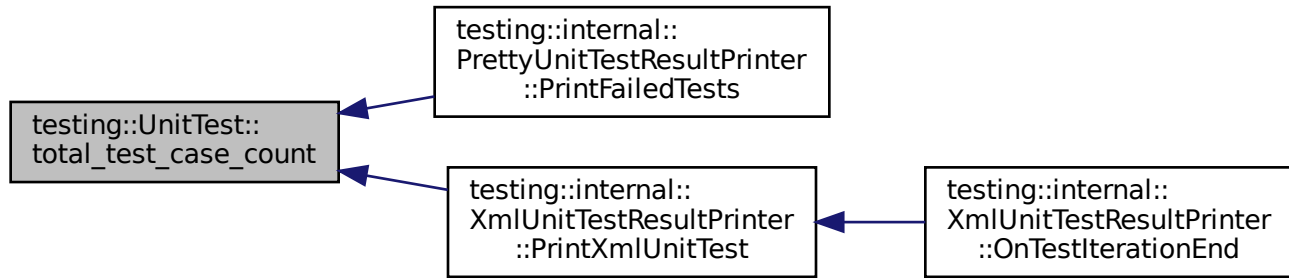 testing::internal::
PrettyUnitTestResultPrinter
::PrintFailedTests
testing::UnitTest::
total_test_case_count
testing::internal::
XmlUnitTestResultPrinter
::PrintXmlUnitTest
testing::internal::
XmlUnitTestResultPrinter
::OnTestIterationEnd